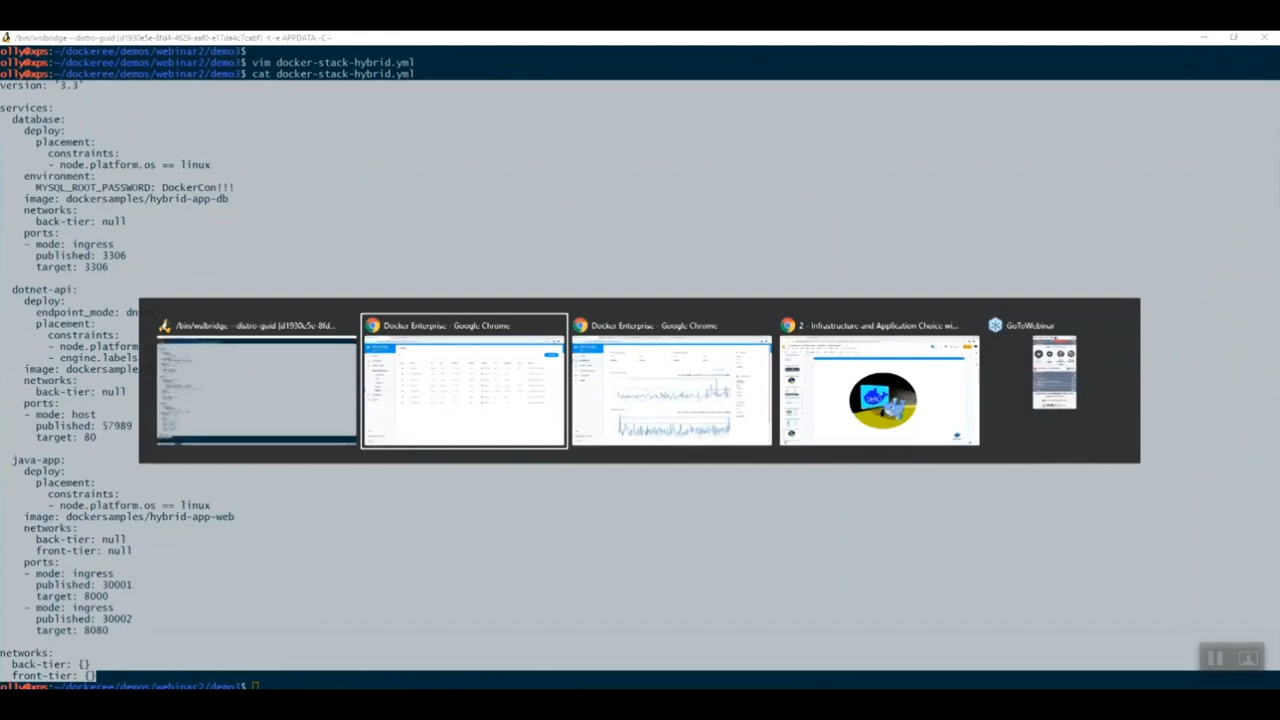 /bin/wslbridge --distro-guid {d1930e5e-8fd4-4629-aaf0-e17da4c7cabf} -t -e APPDATA -C~
olly@xps:~/dockeree/demos/webinar2/demo3$
olly@xps:~/dockeree/demos/webinar2/demo3$ vim docker-stack-hybrid.yml
olly@xps:~/dockeree/demos/webinar2/demo3$ cat docker-stack-hybrid.yml
version: '3.3'
services:
database:
deploy:
placement:
constraints:
- node.platform.os == linux
environment:
MYSQL_ROOT_PASSWORD: DockerCon!!!
image: dockersamples/hybrid-app-db
networks:
back-tier: null
ports:
- mode: ingress
published: 3306
target: 3306
dotnet-api:
deploy:
endpoint_mode:
placement:
constraints:
- node.platfor
- engine.labels
image: dockersample
networks:
back-tier: null
ports:
- mode: host
published: 57989
target: 80
java-app:
deploy:
placement:
constraints:
- node.platform.os == linux
image: dockersamples/hybrid-app-web
networks:
back-tier: null
front-tier: null
ports:
- mode: ingress
published: 30001
target: 8000
- mode: ingress
published: 30002
target: 8080
networks:
back-tier: {}
front-tier: {}
olly@xps:~/dockeree/demos/webinar2/demo3$
/bin/wslbridge --distro-guid {d1930e5e-8fd...
Docker Enterprise - Google Chrome
Docker Enterprise - Google Chrome
2 - Infrastructure and Application Choice wi...
GoToWebinar